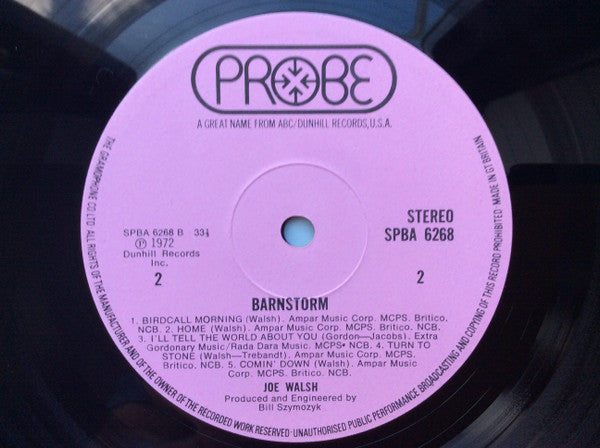 PROBE
A GREAT NAME FROM ABC/DUNHILL RECORDS, U.S.A.
SPBA 6268 B 33⅓
Ⓟ 1972
Dunhill Records
Inc.
2
STEREO
SPBA 6268
2
BARNSTORM
1. BIRDCALL MORNING (Walsh). Ampar Music Corp. MCPS. Britico.
NCB. 2. HOME (Walsh). Ampar Music Corp. MCPS. Britico. NCB.
3. I'LL TELL THE WORLD ABOUT YOU (Gordon—Jacobs). Extra
Gordonary Music/Rada Dara Music. MCPS• NCB. 4. TURN TO
STONE (Walsh—Trebandt). Ampar Music Corp. MCPS. Britico.
NCB. 5. COMIN' DOWN (Walsh). Ampar Music Corp. MCPS. Britico. NCB.
JOE WALSH
Produced and Engineered by
Bill Szymozyk
THE GRAMOPHONE CO LTD ALL RIGHTS OF THE MANUFACTURER AND OF THE OWNER OF THE RECORDED WORK RESERVED·UNAUTHORISED PUBLIC PERFORMANCE BROADCASTING AND COPYING OF THIS RECORD PROHIBITED MADE IN GT BRITAIN